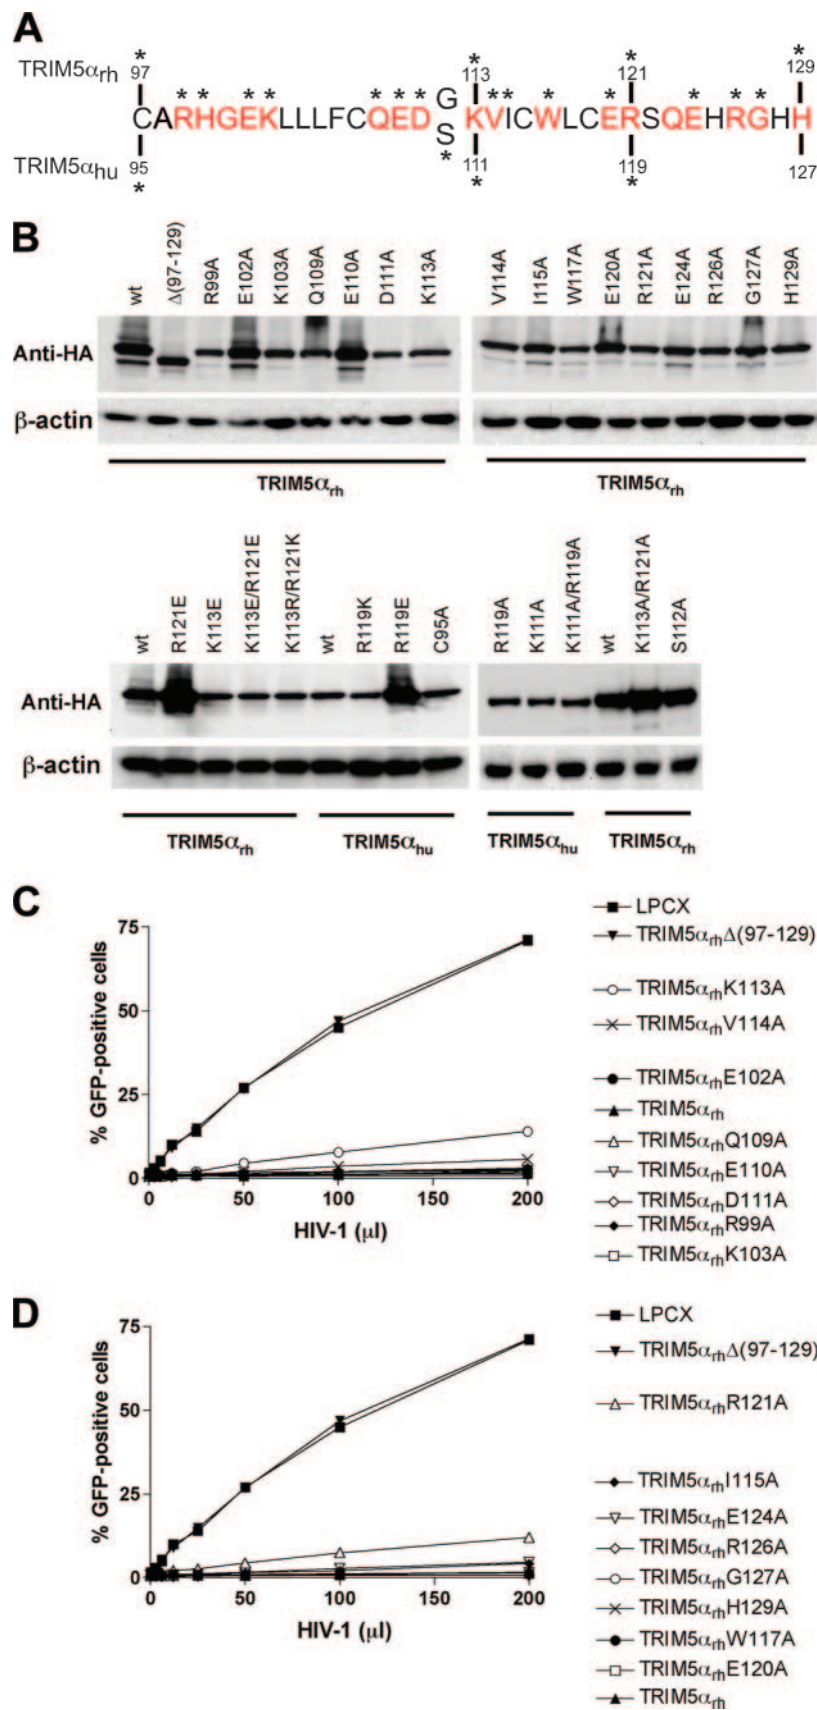 A
TRIM5αrh
97 113 121 129
* * * *
* * * * * * * * * * *
CARHGEKLLLFCQED G/S KVICWLCERSQEHRGHH
*
TRIM5αhu
95 111 119 127
* * *
B
wt Δ(97-129) R99A E102A K103A Q109A E110A D111A K113A
V114A I115A W117A E120A R121A E124A R126A G127A H129A
Anti-HA
β-actin
TRIM5αrh TRIM5αrh
wt R121E K113E K113E/R121E K113R/R121K wt R119K R119E C95A
R119A K111A K111A/R119A wt K113A/R121A S112A
Anti-HA
β-actin
TRIM5αrh TRIM5αhu TRIM5αhu TRIM5αrh
C
% GFP-positive cells
75
50
25
0
0 50 100 150 200
HIV-1 (μl)
LPCX
TRIM5αrhΔ(97-129)
TRIM5αrhK113A
TRIM5αrhV114A
TRIM5αrhE102A
TRIM5αrh
TRIM5αrhQ109A
TRIM5αrhE110A
TRIM5αrhD111A
TRIM5αrhR99A
TRIM5αrhK103A
D
% GFP-positive cells
75
50
25
0
0 50 100 150 200
HIV-1 (μl)
LPCX
TRIM5αrhΔ(97-129)
TRIM5αrhR121A
TRIM5αrhI115A
TRIM5αrhE124A
TRIM5αrhR126A
TRIM5αrhG127A
TRIM5αrhH129A
TRIM5αrhW117A
TRIM5αrhE120A
TRIM5αrh